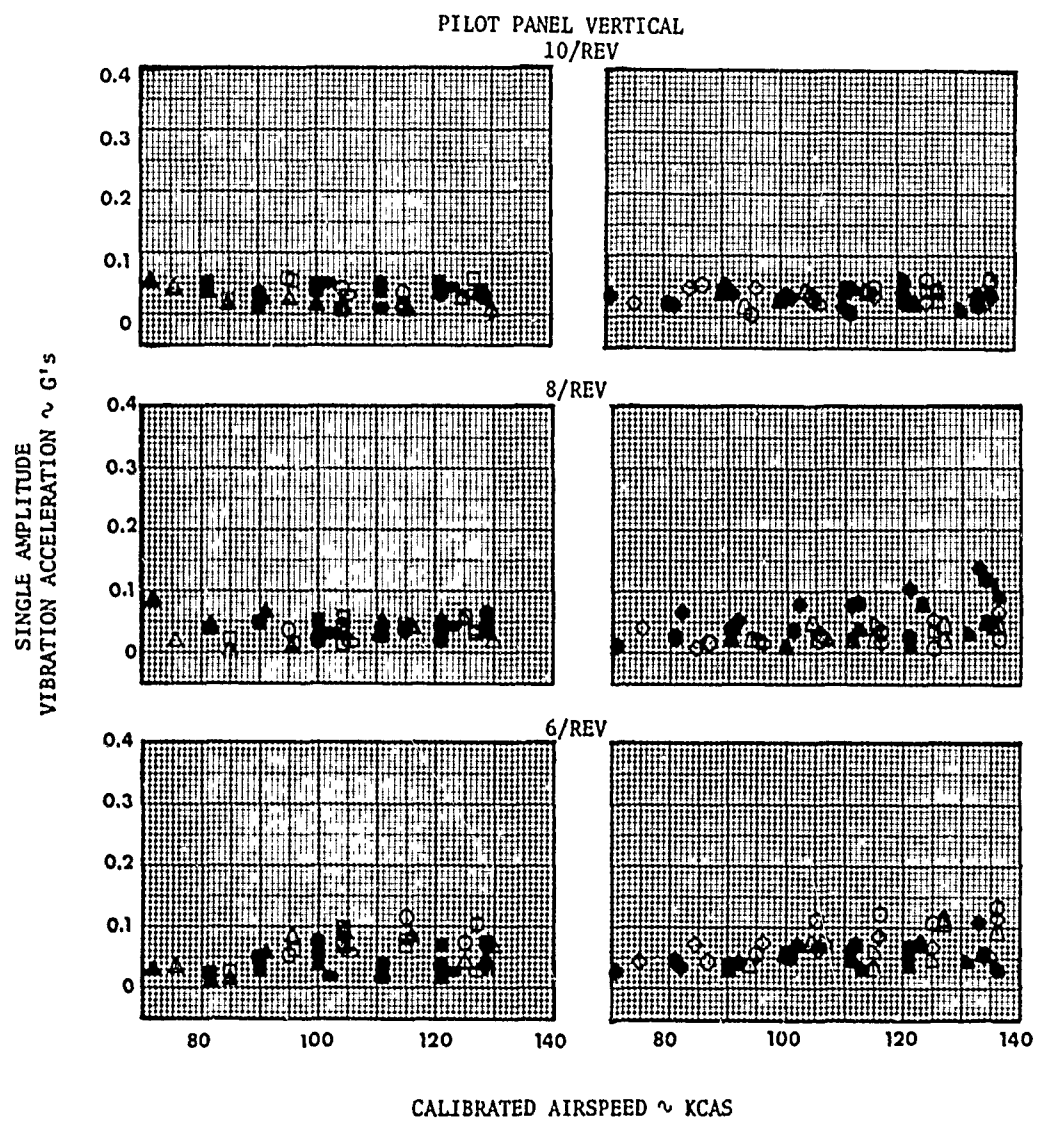 PILOT PANEL VERTICAL
10/REV
0.4
0.3
0.2
0.1
0
8/REV
0.4
0.3
0.2
0.1
0
SINGLE AMPLITUDE
VIBRATION ACCELERATION ~ G's
6/REV
0.4
0.3
0.2
0.1
0
80 100 120 140 80 100 120 140
CALIBRATED AIRSPEED ~ KCAS